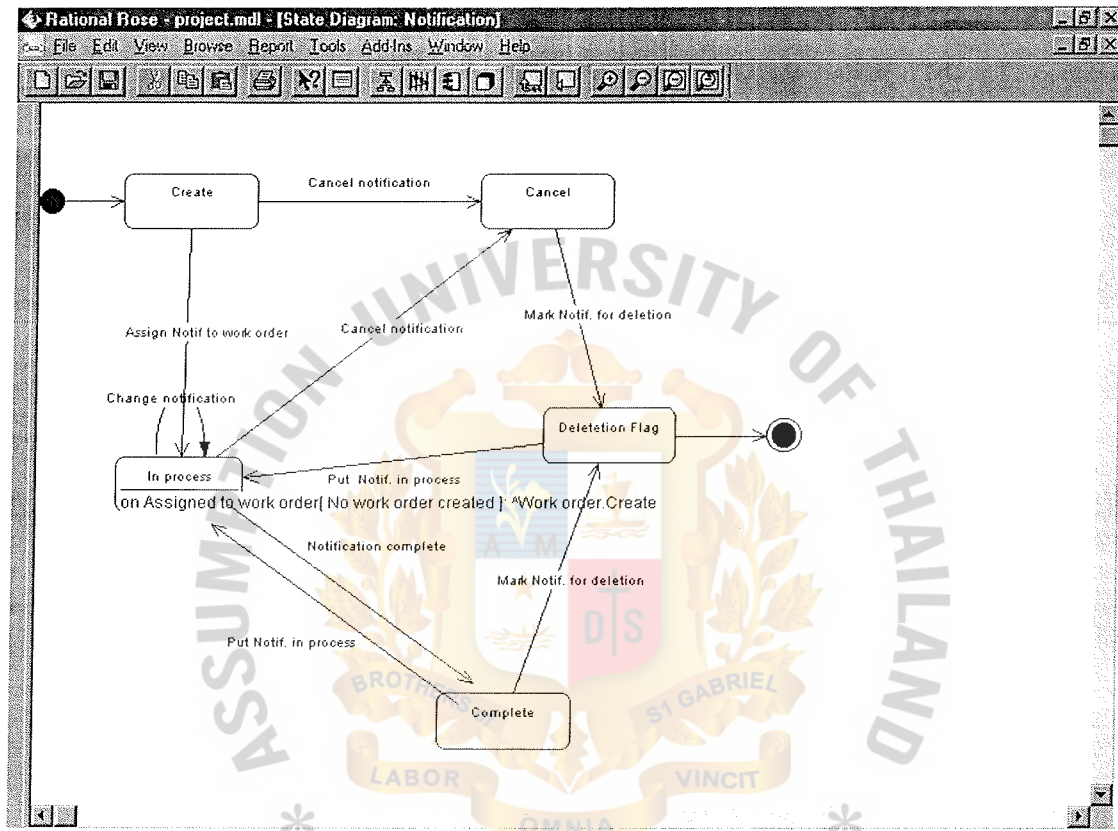 Rational Rose - project.mdl - [State Diagram: Notification]
File Edit View Browse Report Tools Add-Ins Window Help
Create
Cancel notification
Cancel
Assign Notif to work order
Cancel notification
Mark Notif. for deletion
Change notification
Deletetion Flag
In process
Put Notif. in process
on Assigned to work order[ No work order created ]: ^Work order.Create
Notification complete
Mark Notif. for deletion
Put Notif. in process
Complete
ASSUMPTION UNIVERSITY OF THAILAND
A M
D S
BROTHERS OF
S1 GABRIEL
LABOR
VINCIT
OMNIA